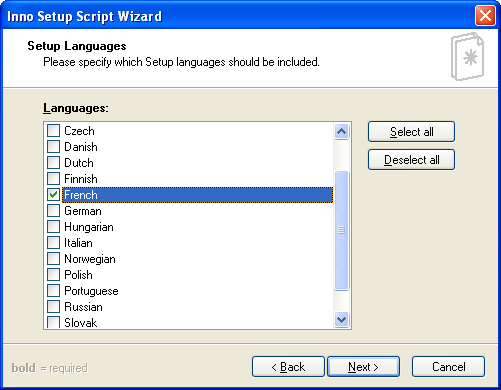 Inno Setup Script Wizard
Setup Languages
Please specify which Setup languages should be included.
Languages:
Czech
Danish
Dutch
Finnish
French
German
Hungarian
Italian
Norwegian
Polish
Portuguese
Russian
Slovak
Select all
Deselect all
bold = required
< Back
Next >
Cancel